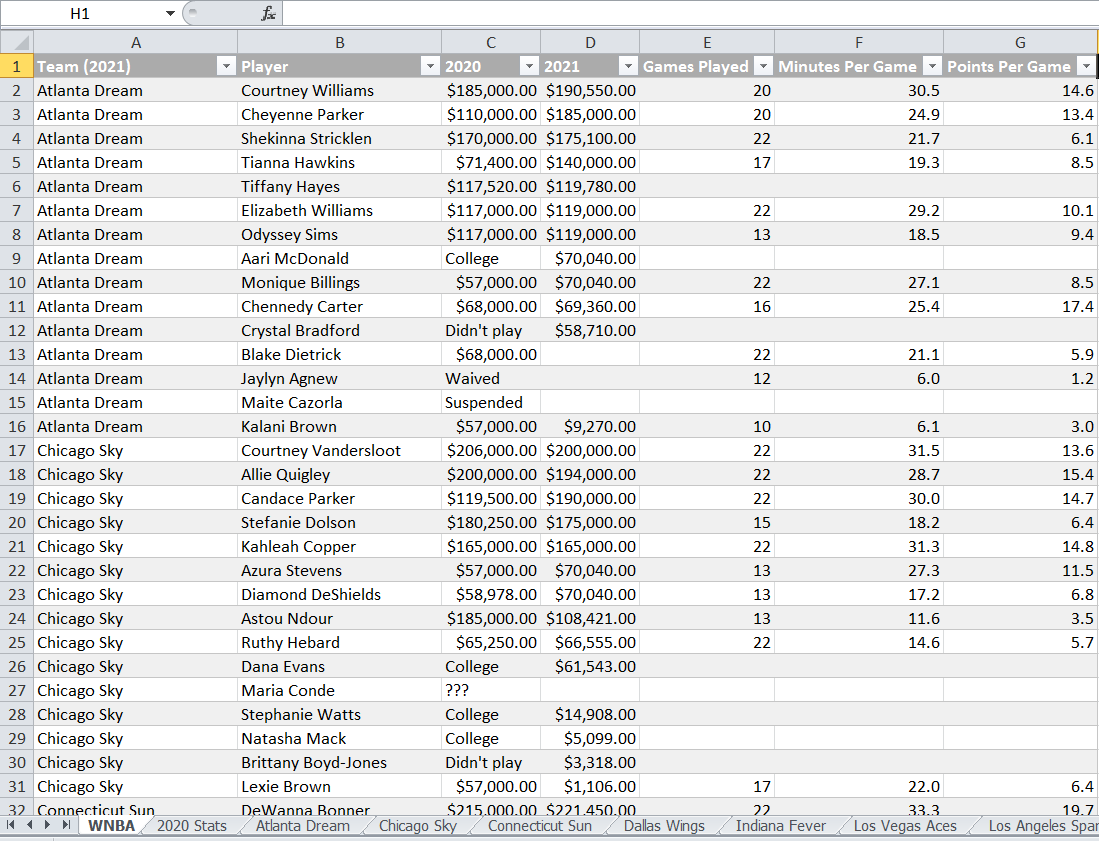 H1 fx
A B C D E F G
1 Team (2021) Player 2020 2021 Games Played Minutes Per Game Points Per Game
2 Atlanta Dream Courtney Williams $185,000.00 $190,550.00 20 30.5 14.6
3 Atlanta Dream Cheyenne Parker $110,000.00 $185,000.00 20 24.9 13.4
4 Atlanta Dream Shekinna Stricklen $170,000.00 $175,100.00 22 21.7 6.1
5 Atlanta Dream Tianna Hawkins $71,400.00 $140,000.00 17 19.3 8.5
6 Atlanta Dream Tiffany Hayes $117,520.00 $119,780.00
7 Atlanta Dream Elizabeth Williams $117,000.00 $119,000.00 22 29.2 10.1
8 Atlanta Dream Odyssey Sims $117,000.00 $119,000.00 13 18.5 9.4
9 Atlanta Dream Aari McDonald College $70,040.00
10 Atlanta Dream Monique Billings $57,000.00 $70,040.00 22 27.1 8.5
11 Atlanta Dream Chennedy Carter $68,000.00 $69,360.00 16 25.4 17.4
12 Atlanta Dream Crystal Bradford Didn't play $58,710.00
13 Atlanta Dream Blake Dietrick $68,000.00 22 21.1 5.9
14 Atlanta Dream Jaylyn Agnew Waived 12 6.0 1.2
15 Atlanta Dream Maite Cazorla Suspended
16 Atlanta Dream Kalani Brown $57,000.00 $9,270.00 10 6.1 3.0
17 Chicago Sky Courtney Vandersloot $206,000.00 $200,000.00 22 31.5 13.6
18 Chicago Sky Allie Quigley $200,000.00 $194,000.00 22 28.7 15.4
19 Chicago Sky Candace Parker $119,500.00 $190,000.00 22 30.0 14.7
20 Chicago Sky Stefanie Dolson $180,250.00 $175,000.00 15 18.2 6.4
21 Chicago Sky Kahleah Copper $165,000.00 $165,000.00 22 31.3 14.8
22 Chicago Sky Azura Stevens $57,000.00 $70,040.00 13 27.3 11.5
23 Chicago Sky Diamond DeShields $58,978.00 $70,040.00 13 17.2 6.8
24 Chicago Sky Astou Ndour $185,000.00 $108,421.00 13 11.6 3.5
25 Chicago Sky Ruthy Hebard $65,250.00 $66,555.00 22 14.6 5.7
26 Chicago Sky Dana Evans College $61,543.00
27 Chicago Sky Maria Conde ???
28 Chicago Sky Stephanie Watts College $14,908.00
29 Chicago Sky Natasha Mack College $5,099.00
30 Chicago Sky Brittany Boyd-Jones Didn't play $3,318.00
31 Chicago Sky Lexie Brown $57,000.00 $1,106.00 17 22.0 6.4
32 Connecticut Sun DeWanna Bonner $215,000.00 $221,450.00 22 33.3 19.7
WNBA 2020 Stats Atlanta Dream Chicago Sky Connecticut Sun Dallas Wings Indiana Fever Los Vegas Aces Los Angeles Spar